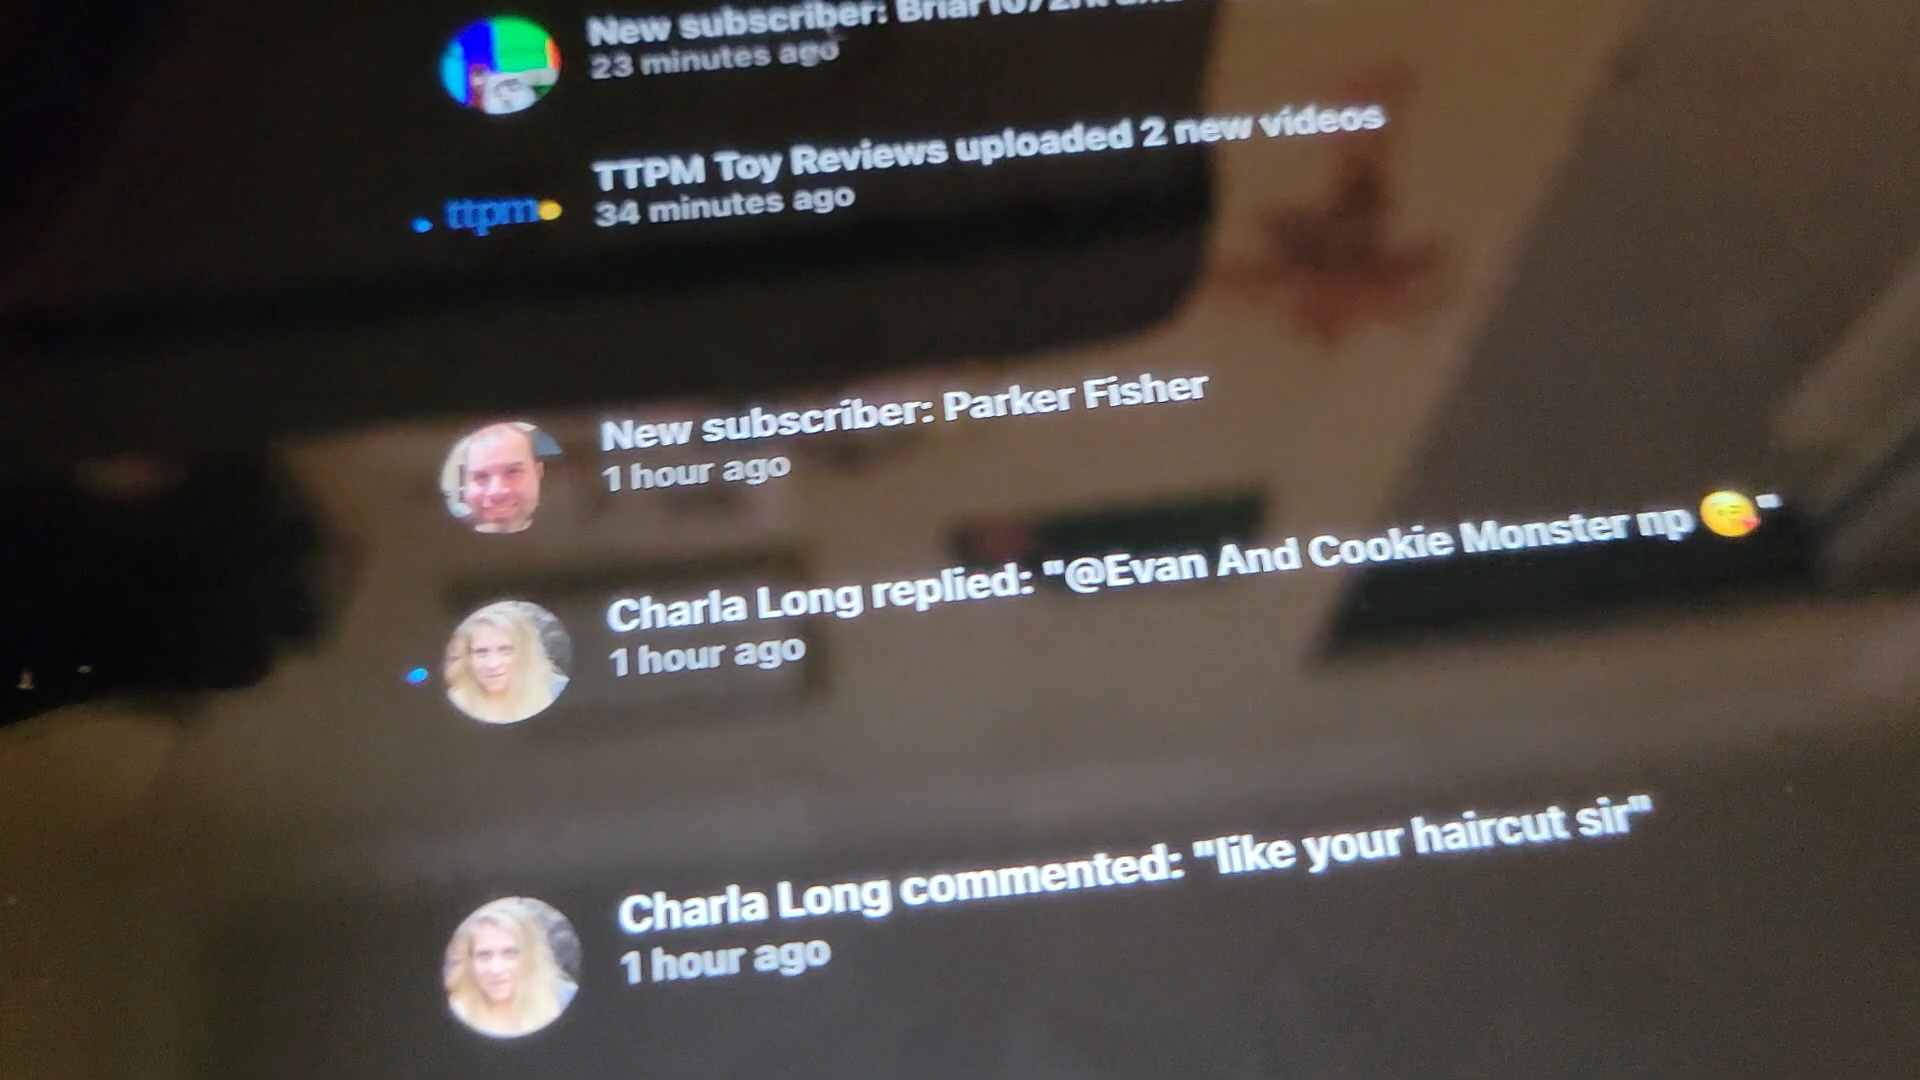 New subscriber:
23 minutes ago
TTPM Toy Reviews uploaded 2 new videos
ttpm
34 minutes ago
New subscriber: Parker Fisher
1 hour ago
Charla Long replied: "@Evan And Cookie Monster np 😘"
1 hour ago
Charla Long commented: "like your haircut sir"
1 hour ago